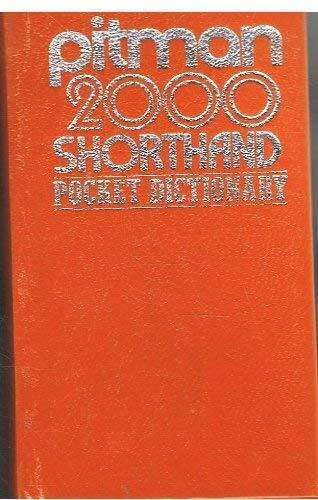 pitman
2000
SHORTHAND
POCKET DICTIONARY